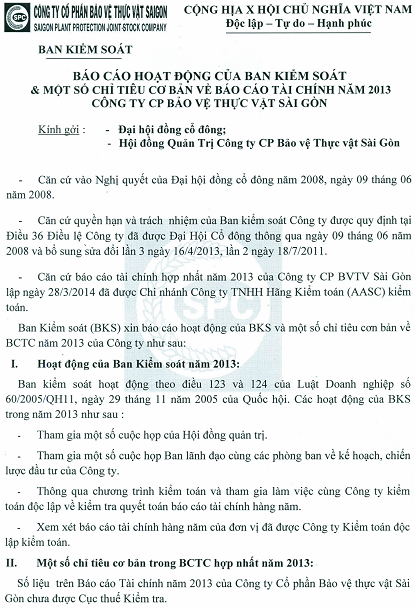 CÔNG TY CỔ PHẦN BẢO VỆ THỰC VẬT SAIGON
SAIGON PLANT PROTECTION JOINT-STOCK COMPANY
SPC
CỘNG HỊA X HỘI CHỦ NGHĨA VIỆT NAM
Độc lập – Tự do – Hạnh phúc
BAN KIỂM SOÁT
BÁO CÁO HOẠT ĐỘNG CỦA BAN KIỂM SOÁT
& MỘT SỐ CHỈ TIÊU CƠ BẢN VỀ BÁO CÁO TÀI CHÍNH NĂM 2013
CÔNG TY CP BẢO VỆ THỰC VẬT SÀI GÒN
Kính gởi : - Đại hội đồng cổ đông;
- Hội đồng Quản Trị Công ty CP Bảo vệ Thực vật Sài Gòn
- Căn cứ vào Nghị quyết của Đại hội đồng cổ đông năm 2008, ngày 09 tháng 06
năm 2008.
- Căn cứ quyền hạn và trách nhiệm của Ban kiểm soát Công ty được quy định tại
Điều 36 Điều lệ Công ty đã được Đại Hội Cổ đông thông qua ngày 09 tháng 06 năm
2008 và bổ sung sửa đổi lần 3 ngày 16/4/2013, lần 2 ngày 18/7/2011.
- Căn cứ báo cáo tài chính hợp nhất năm 2013 của Công ty CP BVTV Sài Gòn
lập ngày 28/3/2014 đã được Chi nhánh Công ty TNHH Hãng Kiểm toán (AASC) kiểm
toán.
Ban Kiểm soát (BKS) xin báo cáo hoạt động của BKS và một số chỉ tiêu cơn bản về
BCTC năm 2013 của Công ty như sau:
I. Hoạt động của Ban Kiểm soát năm 2013:
Ban kiểm soát hoạt động theo điều 123 và 124 của Luật Doanh nghiệp số
60/2005/QH11, ngày 29 tháng 11 năm 2005 của Quốc hội. Các hoạt động của BKS
trong năm 2013 như sau :
- Tham gia một số cuộc họp của Hội đồng quản trị.
- Tham gia một số cuộc họp Ban lãnh đạo cùng các phòng ban về kế hoạch, chiến
lược đầu tư của Công ty.
- Thông qua chương trình kiểm toán và tham gia làm việc cùng Công ty kiểm
toán độc lập về kiểm tra quyết toán báo cáo tài chính hàng năm.
- Xem xét báo cáo tài chính hàng năm của đơn vị đã được Công ty Kiểm toán độc
lập kiểm toán.
II. Một số chỉ tiêu cơ bản trong BCTC hợp nhất năm 2013:
Số liệu trên Báo cáo Tài chính năm 2013 của Công ty Cổ phần Bảo vệ thực vật Sài
Gòn chưa được Cục thuế Kiểm tra.